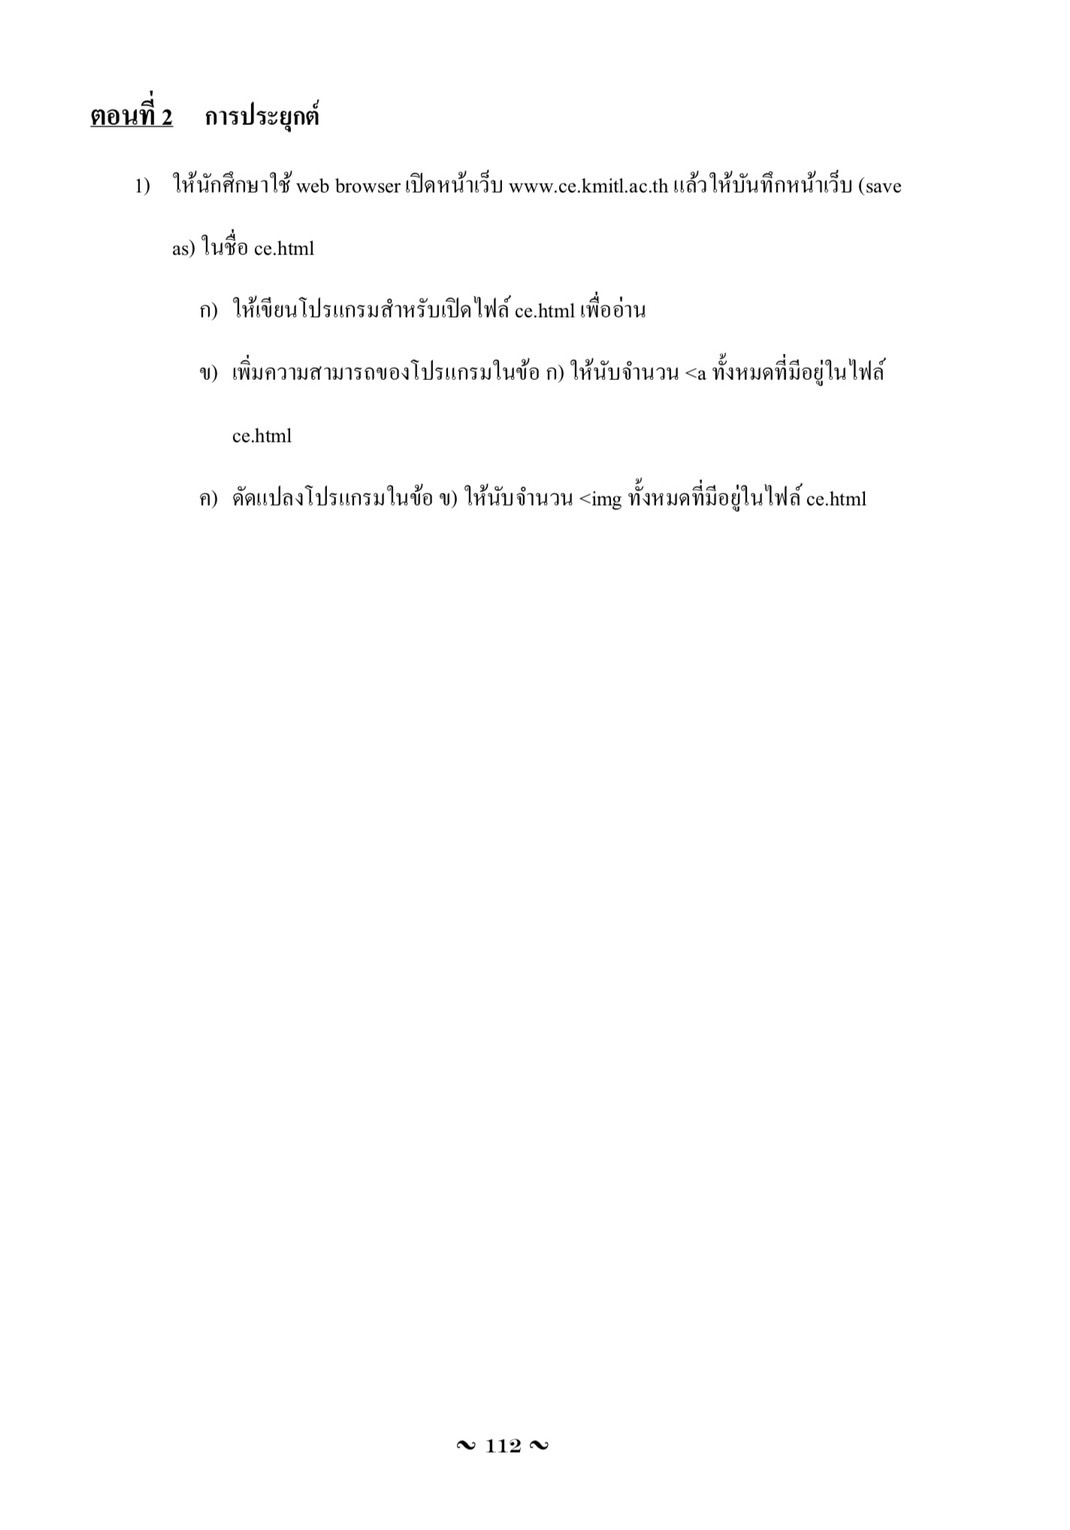 ตอนที่ 2 การประยุกต์
1) ให้นักศึกษาใช้ web browser เปิดหน้าเว็บ www.ce.kmitl.ac.th แล้วให้บันทึกหน้าเว็บ (save
as) ในชื่อ ce.html
ก) ให้เขียนโปรแกรมสำหรับเปิดไฟล์ ce.html เพื่ออ่าน
ข) เพิ่มความสามารถของโปรแกรมในข้อ ก) ให้นับจำนวน <a ทั้งหมดที่มีอยู่ในไฟล์
ce.html
ค) ดัดแปลงโปรแกรมในข้อ ข) ให้นับจำนวน <img ทั้งหมดที่มีอยู่ในไฟล์ ce.html
~ 112 ~